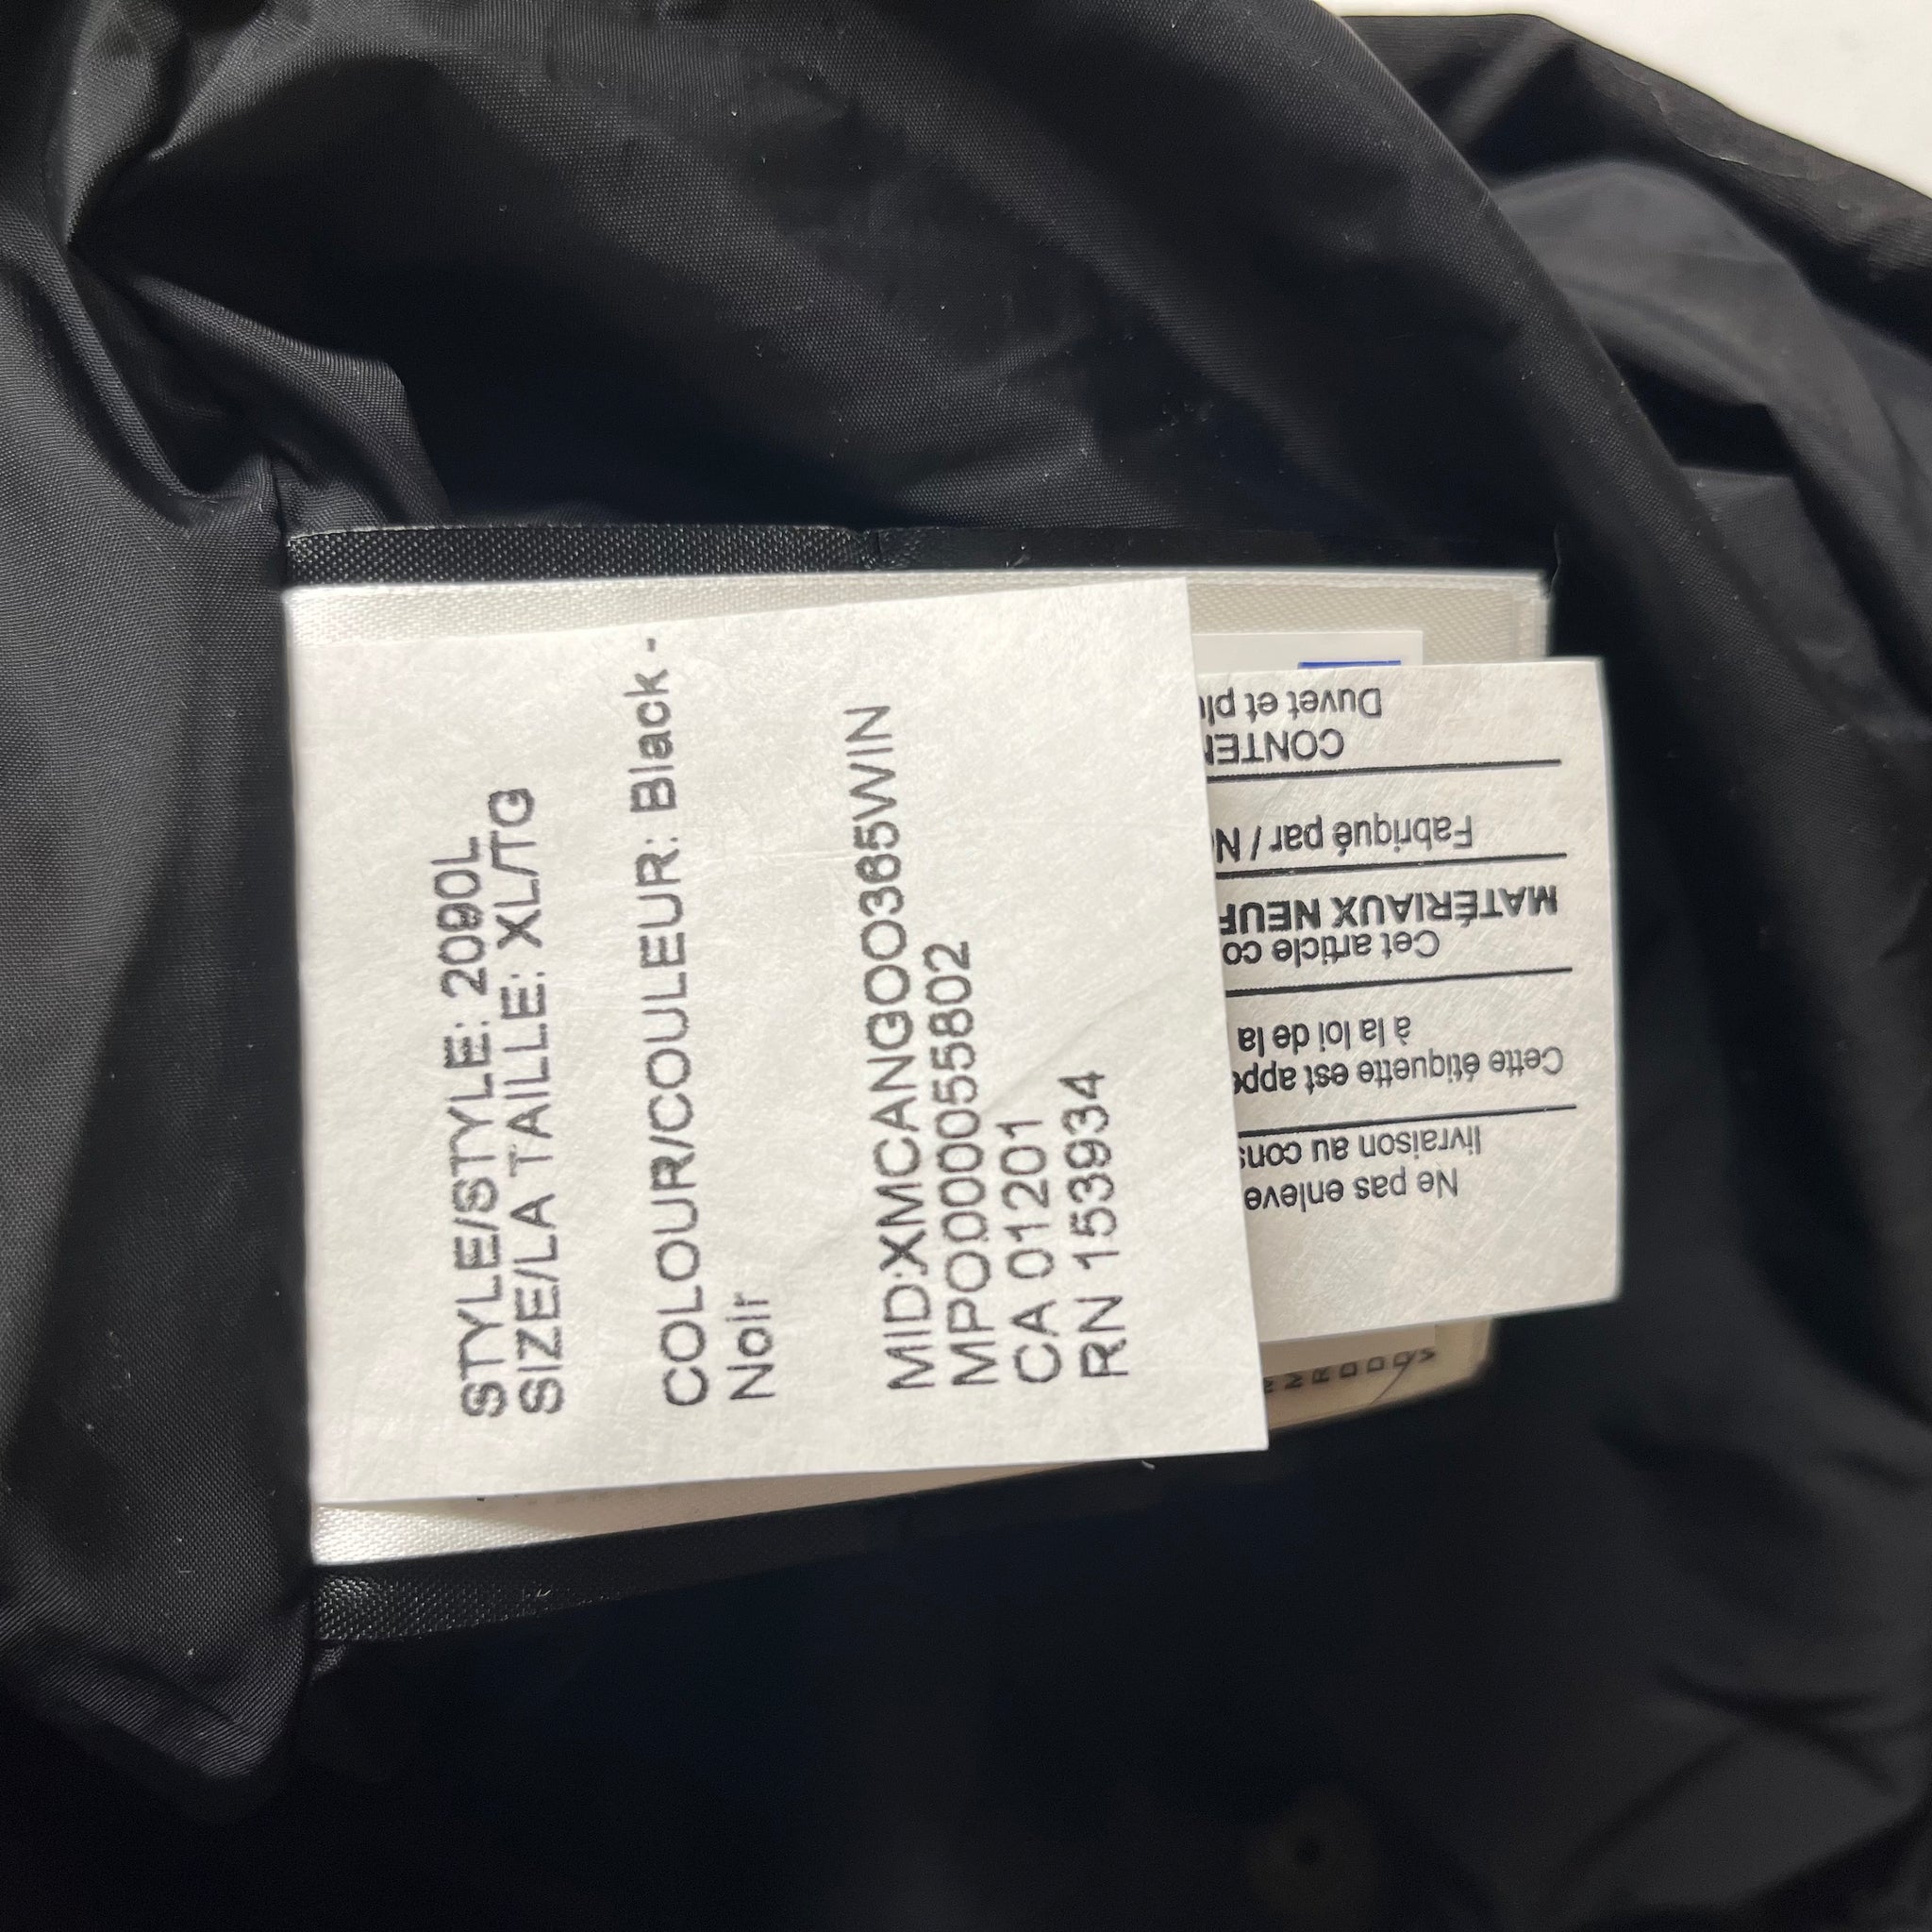 STYLE/STYLE: 2090L
SIZE/LA TAILLE: XL/TG
COLOUR/COULEUR: Black -
Noir
MID:XMCANGOO365WIN
MPO0000055802
CA 01201
RN 153934
Ne pas enleve
livraison au cons
Cette étiquette est appo
à la loi de la
Cet article co
MATÉRIAUX NEUF
Fabriqué par / N
CONTEN
Duvet et plu